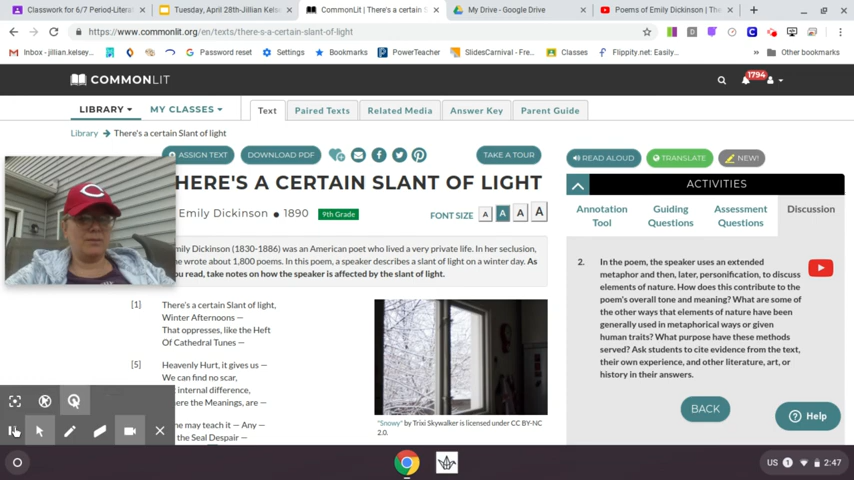 Classwork for 6/7 Period-Literat
Tuesday, April 28th-Jillian Kelse
CommonLit | There's a certain S
My Drive - Google Drive
Poems of Emily Dickinson | The
https://www.commonlit.org/en/texts/there-s-a-certain-slant-of-light
1794
Inbox - jillian.kelsey...
Password reset
Settings
Bookmarks
PowerTeacher
SlidesCarnival - Fre...
Classes
Flippity.net: Easily...
Other bookmarks
COMMONLIT
1794
LIBRARY
MY CLASSES
Text
Paired Texts
Related Media
Answer Key
Parent Guide
Library → There's a certain Slant of light
ASSIGN TEXT
DOWNLOAD PDF
TAKE A TOUR
READ ALOUD
TRANSLATE
NEW!
HERE'S A CERTAIN SLANT OF LIGHT
Emily Dickinson ● 1890
9th Grade
FONT SIZE
A A A A
mily Dickinson (1830-1886) was an American poet who lived a very private life. In her seclusion,
he wrote about 1,800 poems. In this poem, a speaker describes a slant of light on a winter day. As
ou read, take notes on how the speaker is affected by the slant of light.
[1] There's a certain Slant of light,
Winter Afternoons —
That oppresses, like the Heft
Of Cathedral Tunes —
[5] Heavenly Hurt, it gives us —
We can find no scar,
internal difference,
here the Meanings, are —
ne may teach it — Any —
the Seal Despair —
"Snowy" by Trixi Skywalker is licensed under CC BY-NC
2.0.
ACTIVITIES
Annotation
Tool
Guiding
Questions
Assessment
Questions
Discussion
2. In the poem, the speaker uses an extended
metaphor and then, later, personification, to discuss
elements of nature. How does this contribute to the
poem's overall tone and meaning? What are some of
the other ways that elements of nature have been
generally used in metaphorical ways or given
human traits? What purpose have these methods
served? Ask students to cite evidence from the text,
their own experience, and other literature, art, or
history in their answers.
BACK
Help
US 1 2:47